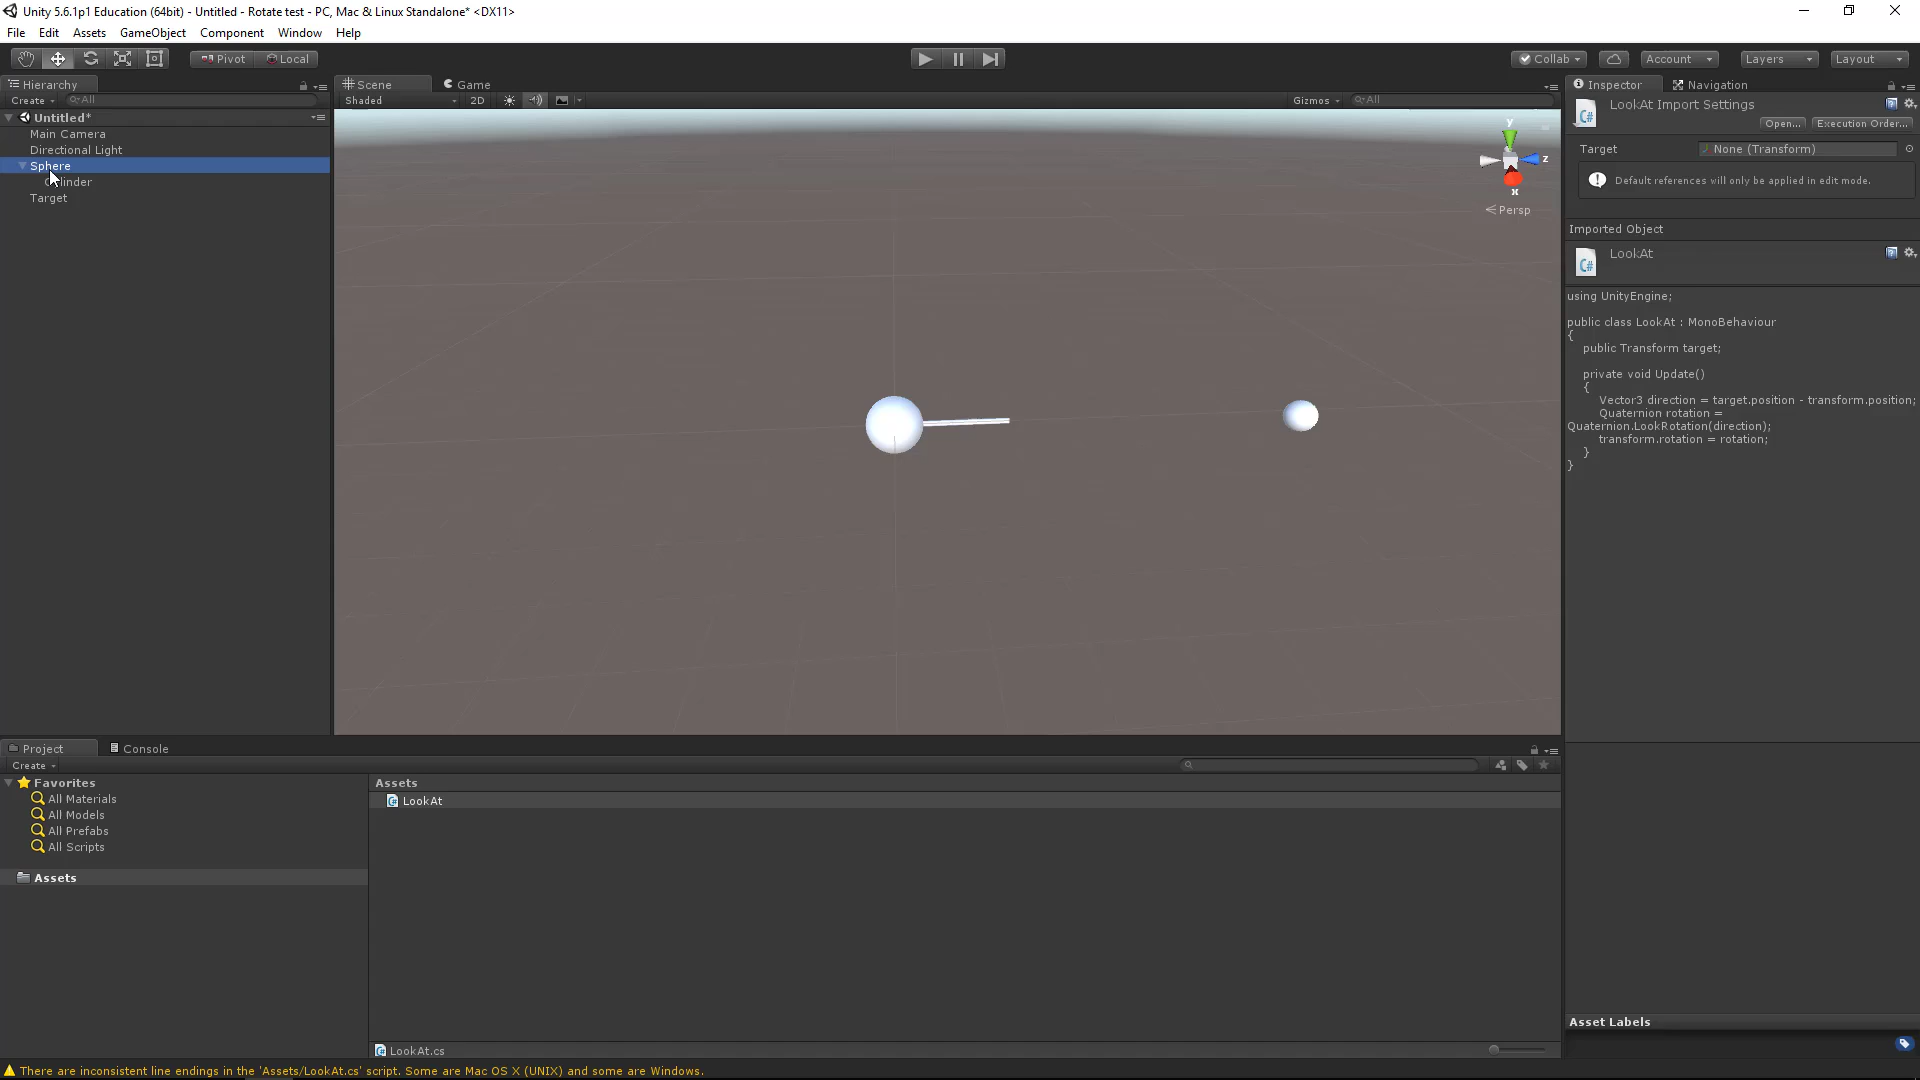 Unity 5.6.1p1 Education (64bit) - Untitled - Rotate test - PC, Mac & Linux Standalone* <DX11>
File Edit Assets GameObject Component Window Help
Pivot Local
Collab Account Layers Layout
Hierarchy
Create All
Untitled*
Main Camera
Directional Light
Sphere
Target
Scene Game
Shaded 2D Gizmos All
y
z
x
Persp
Inspector Navigation
LookAt Import Settings
Open... Execution Order...
Target None (Transform)
Default references will only be applied in edit mode.
Imported Object
LookAt
C#
C#
using UnityEngine;
public class LookAt : MonoBehaviour
{
public Transform target;
private void Update()
{
Vector3 direction = target.position - transform.position;
Quaternion rotation =
Quaternion.LookRotation(direction);
transform.rotation = rotation;
}
}
Project Console
Create
Favorites
All Materials
All Models
All Prefabs
All Scripts
Assets
Assets
LookAt
LookAt.cs
Asset Labels
There are inconsistent line endings in the 'Assets/LookAt.cs' script. Some are Mac OS X (UNIX) and some are Windows.